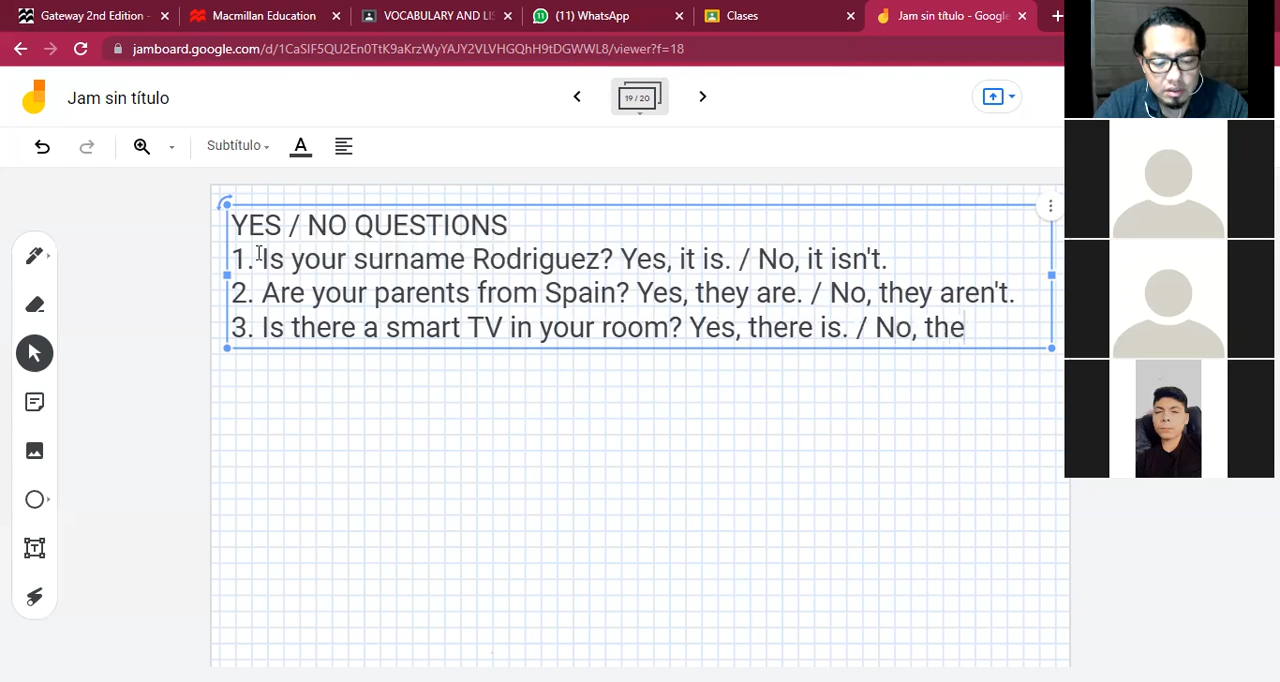 Gateway 2nd Edition -
Macmillan Education
VOCABULARY AND LIS
(11) WhatsApp
Clases
Jam sin título - Google
jamboard.google.com/d/1CaSIF5QU2En0TtK9aKrzWyYAJY2VLVHGQhH9tDGWWL8/viewer?f=18
Jam sin título
19 / 20
Subtítulo
A
YES / NO QUESTIONS
1. Is your surname Rodriguez? Yes, it is. / No, it isn't.
2. Are your parents from Spain? Yes, they are. / No, they aren't.
3. Is there a smart TV in your room? Yes, there is. / No, the